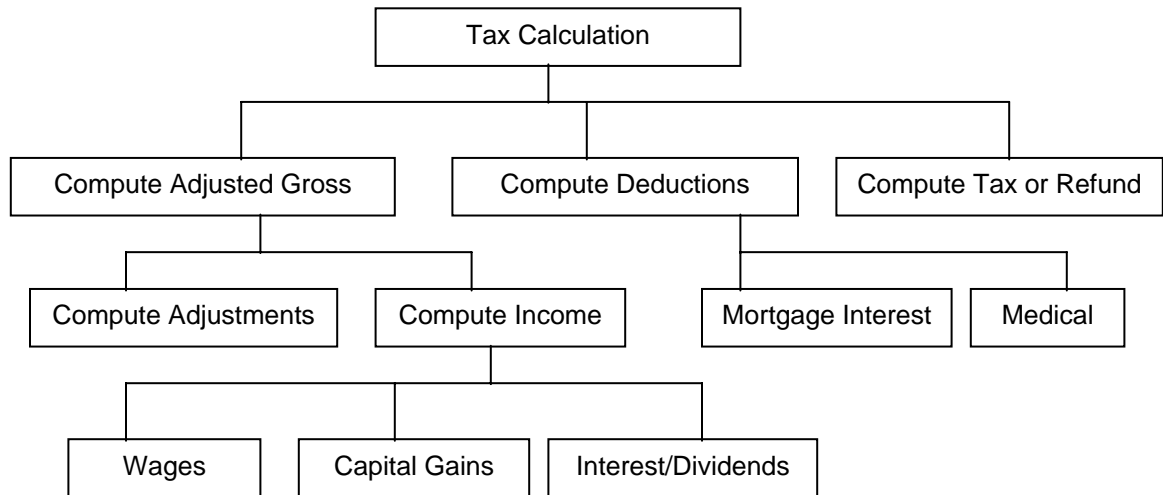 Tax Calculation
Compute Adjusted Gross
Compute Deductions
Compute Tax or Refund
Compute Adjustments
Compute Income
Mortgage Interest
Medical
Wages
Capital Gains
Interest/Dividends